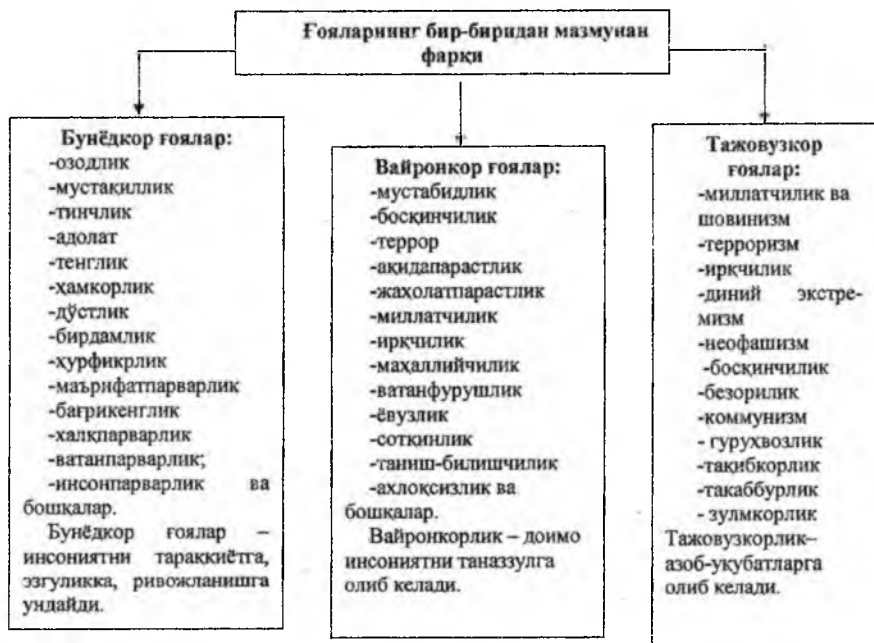 Ғояларнинг бир-биридан мазмунан
фарқи
Бунёдкор ғоялар:
-озодлик
-мустақиллик
-тинчлик
-адолат
-тенглик
-ҳамкорлик
-дўстлик
-бирдамлик
-ҳурфикрлик
-маърифатпарварлик
-бағрикенглик
-халқпарварлик
-ватанпарварлик;
-инсонпарварлик ва
бошқалар.
Бунёдкор ғоялар –
инсониятни тараққиётга,
эзгуликка, ривожланишга
ундайди.
Вайронкор ғоялар:
-мустабидлик
-босқинчилик
-террор
-ақидапарастлик
-жаҳолатпарастлик
-миллатчилик
-ирқчилик
-маҳаллийчилик
-ватанфурушлик
-ёвузлик
-сотқинлик
-таниш-билишчилик
-ахлоқсизлик ва
бошқалар.
Вайронкорлик – доимо
инсониятни таназзулга
олиб келади.
Тажовузкор
ғоялар:
-миллатчилик ва
шовинизм
-терроризм
-ирқчилик
-диний экстре-
мизм
-неофашизм
-босқинчилик
-безорилик
-коммунизм
- гуруҳвозлик
-тақибкорлик
-такаббурлик
- зулмкорлик
Тажовузкорлик–
азоб-уқубатларга
олиб келади.